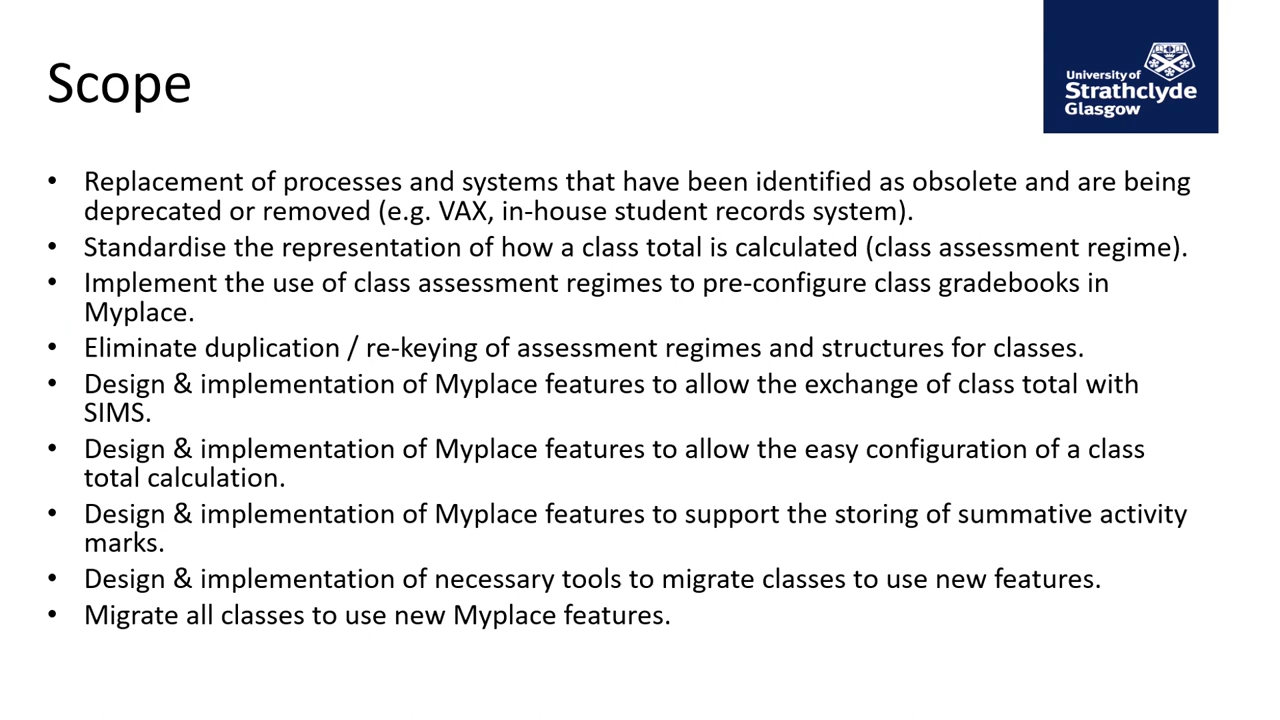 Scope
University of
Strathclyde
Glasgow
• Replacement of processes and systems that have been identified as obsolete and are being
deprecated or removed (e.g. VAX, in-house student records system).
• Standardise the representation of how a class total is calculated (class assessment regime).
• Implement the use of class assessment regimes to pre-configure class gradebooks in
Myplace.
• Eliminate duplication / re-keying of assessment regimes and structures for classes.
• Design & implementation of Myplace features to allow the exchange of class total with
SIMS.
• Design & implementation of Myplace features to allow the easy configuration of a class
total calculation.
• Design & implementation of Myplace features to support the storing of summative activity
marks.
• Design & implementation of necessary tools to migrate classes to use new features.
• Migrate all classes to use new Myplace features.